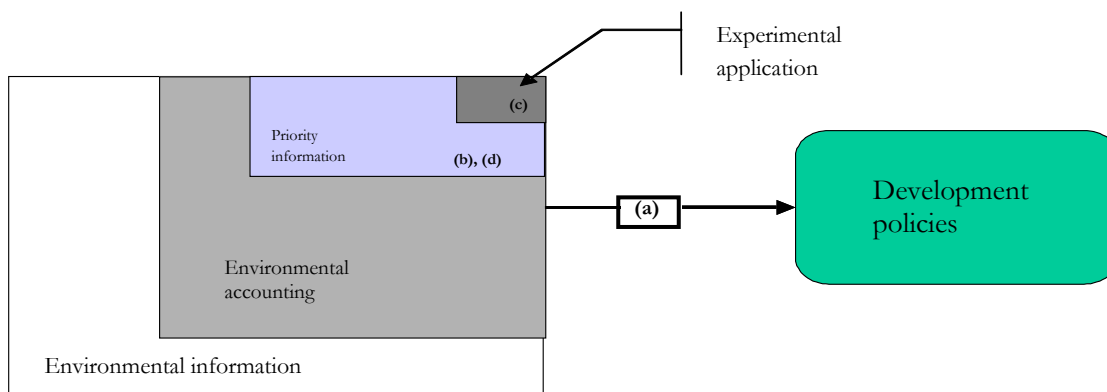 Experimental
application
(c)
Priority
information
(b), (d)
(a)
Development
policies
Environmental
accounting
Environmental information